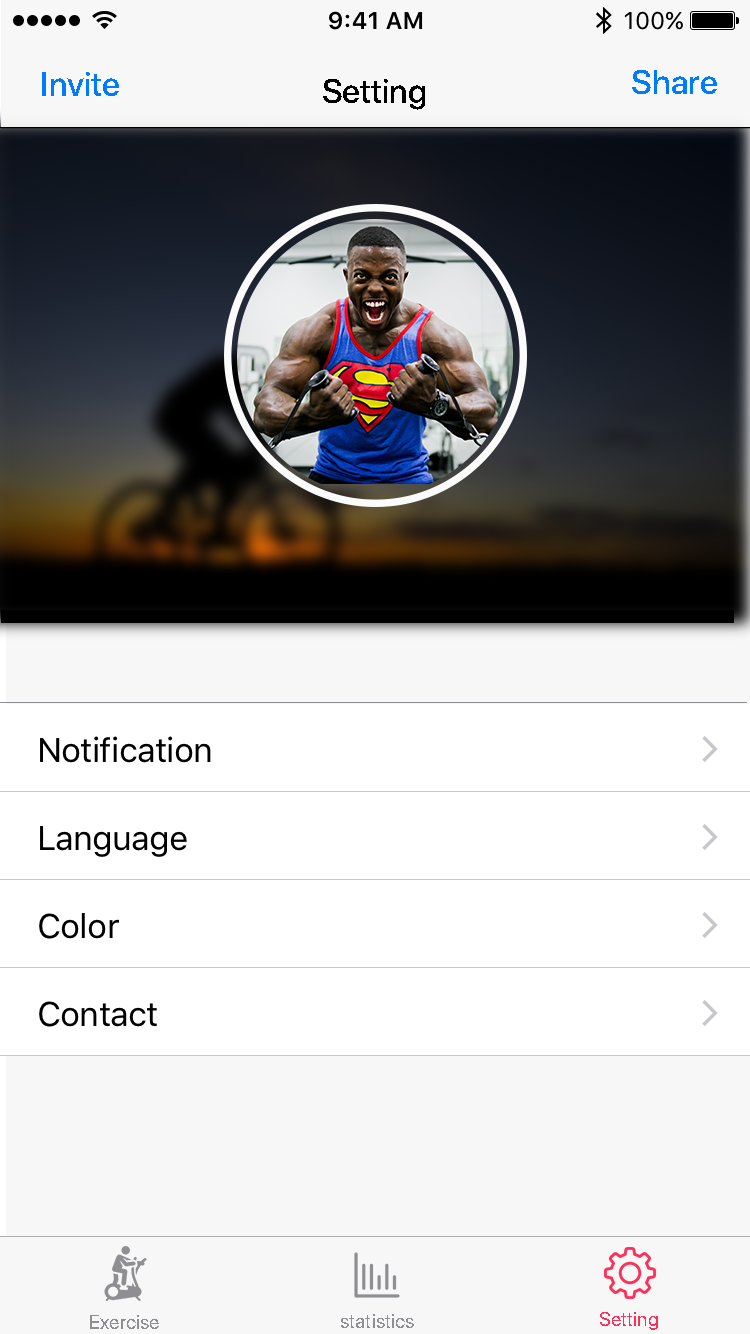 9:41 AM 100%
Invite Setting Share
Notification
Language
Color
Contact
Exercise statistics Setting